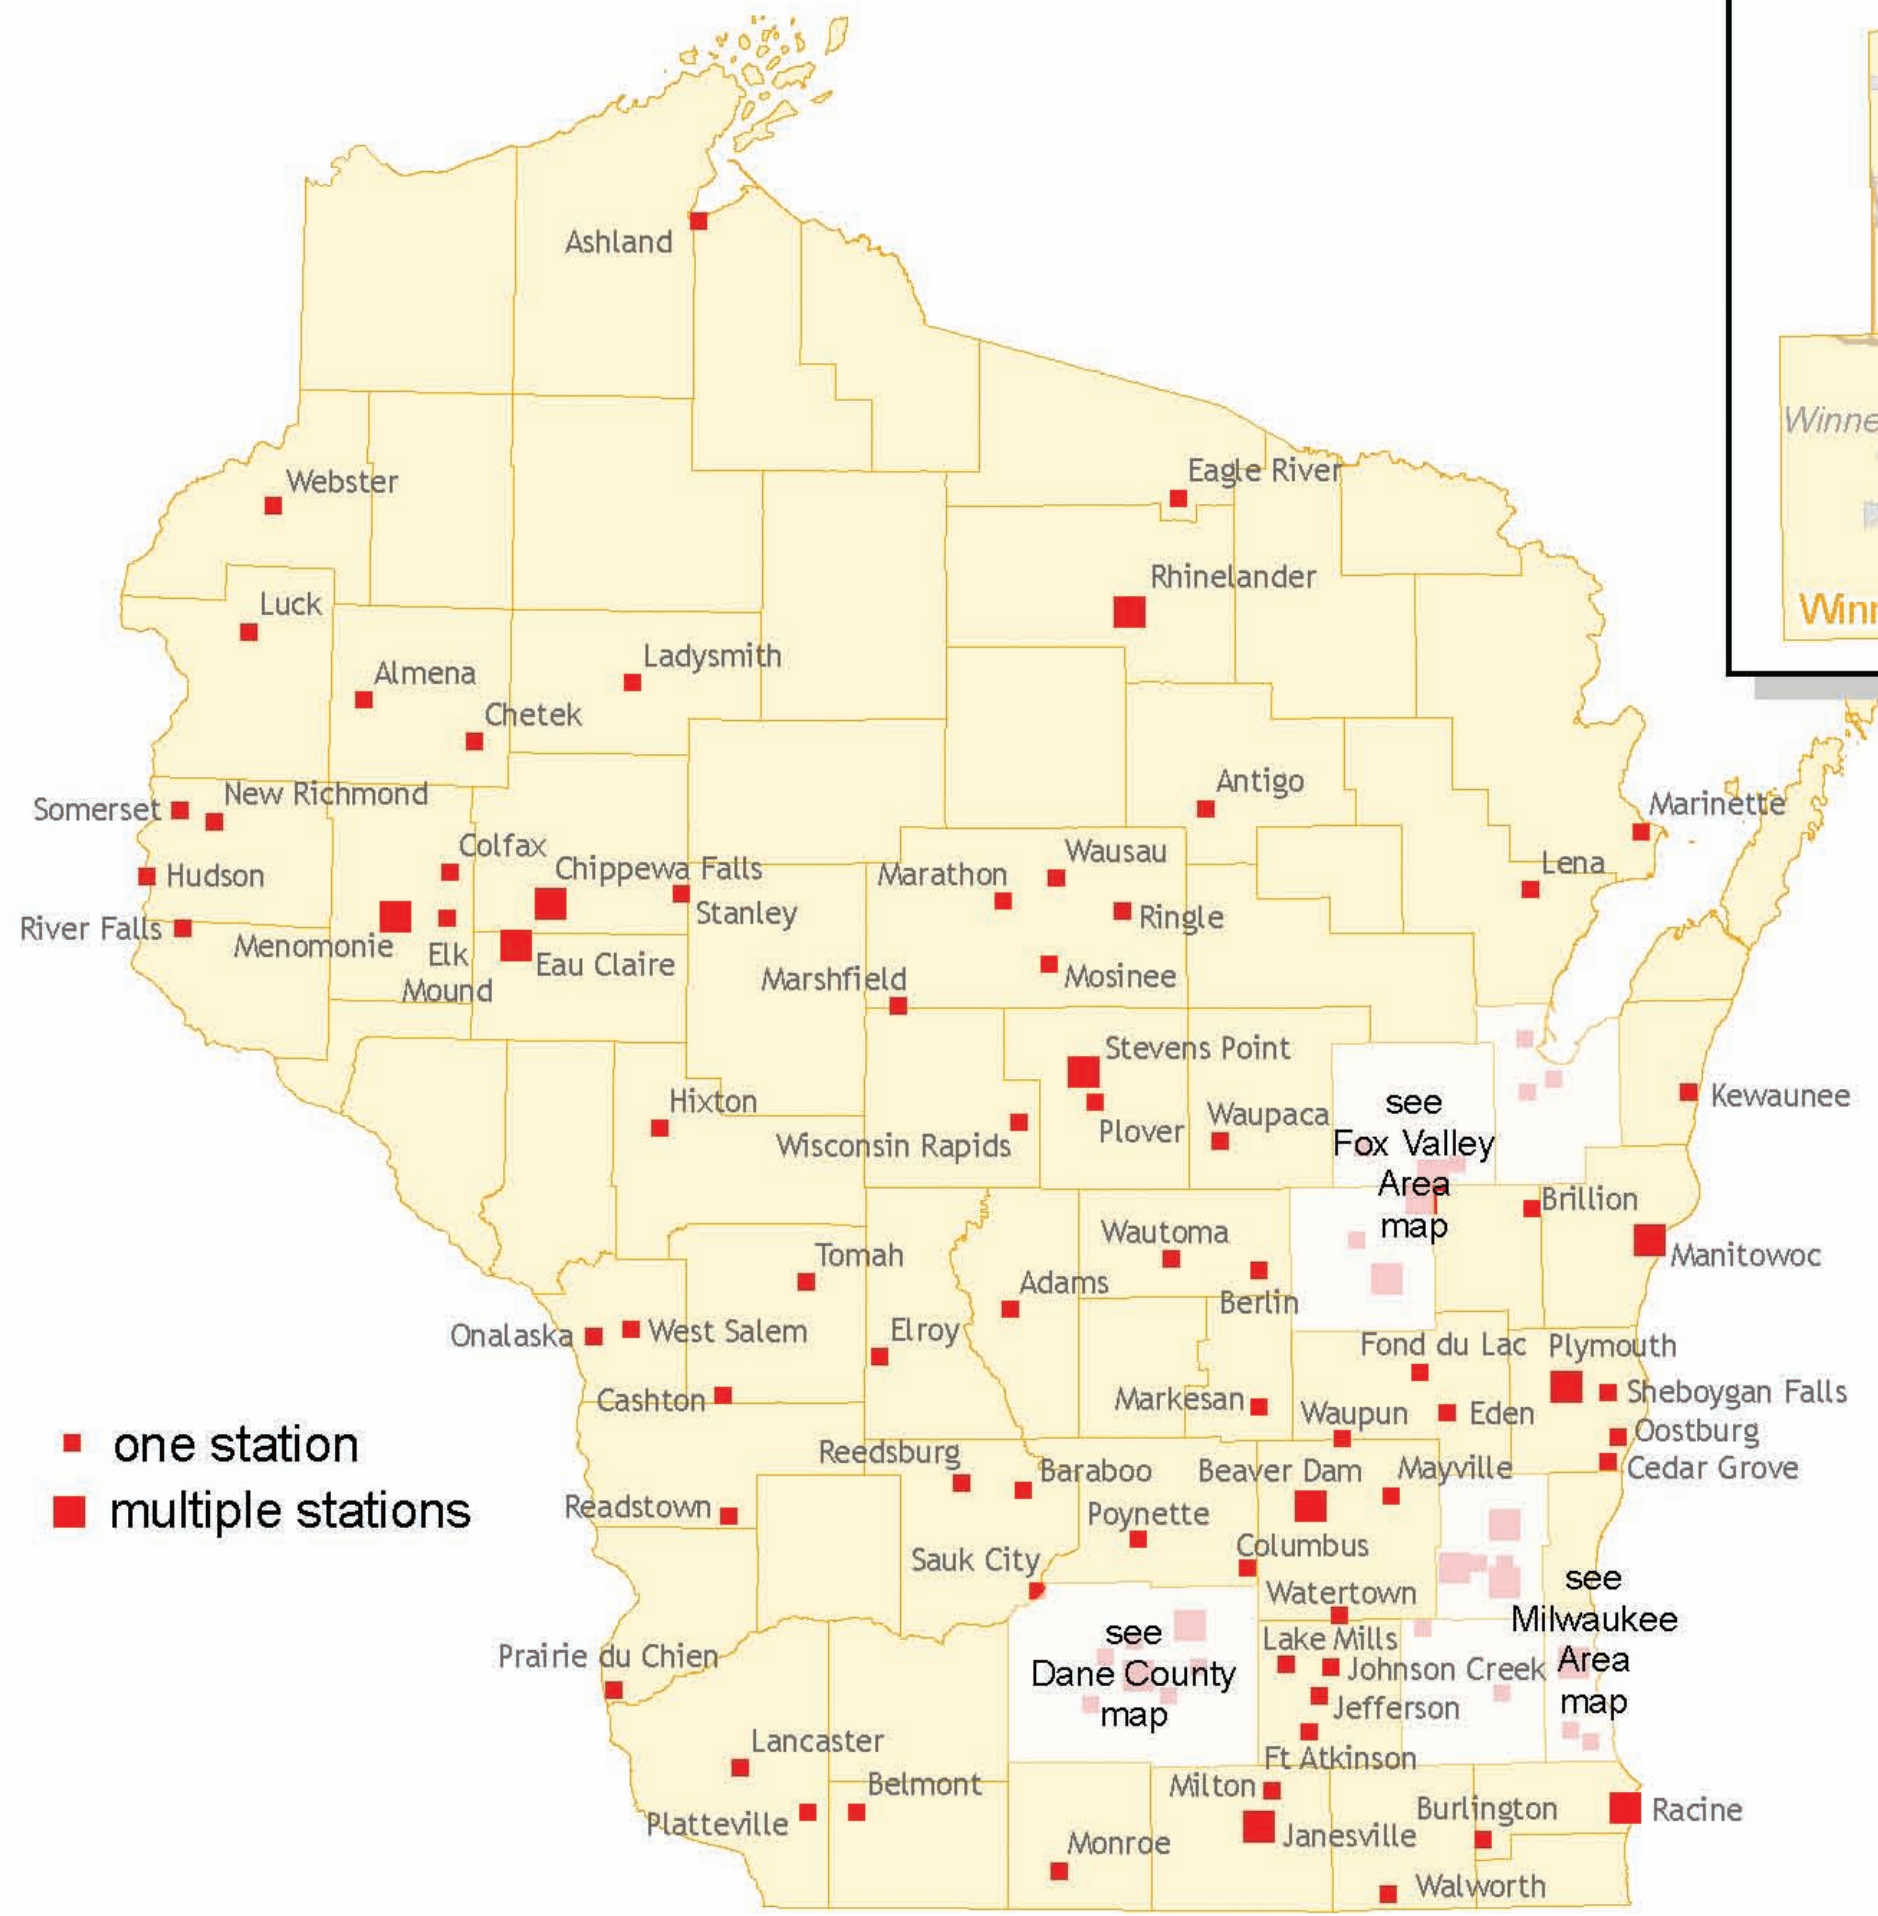 Ashland
Winne
Eagle River
Webster
Rhinelander
Luck
Winn
Ladysmith
Almena
Chetek
Antigo
New Richmond
Somerset
Marinette
Colfax
Wausau
Chippewa Falls
Lena
Marathon
Hudson
Stanley
Ringle
River Falls
Menomonie
Elk
Mound
Eau Claire
Marshfield
Mosinee
Stevens Point
Hixton
see
Fox Valley
Area
map
Kewaunee
Waupaca
Plover
Wisconsin Rapids
Brillion
Wautoma
Tomah
Manitowoc
Adams
Berlin
Onalaska
West Salem
Elroy
Fond du Lac
Plymouth
Cashton
Markesan
Sheboygan Falls
Waupun
Eden
Oostburg
one station
Reedsburg
Baraboo
Beaver Dam
Mayville
Cedar Grove
multiple stations
Readstown
Poynette
Columbus
Sauk City
Watertown
see
Milwaukee
Area
map
see
Dane County
map
Lake Mills
Prairie du Chien
Johnson Creek
Jefferson
Lancaster
Ft Atkinson
Belmont
Milton
Burlington
Racine
Platteville
Janesville
Monroe
Walworth